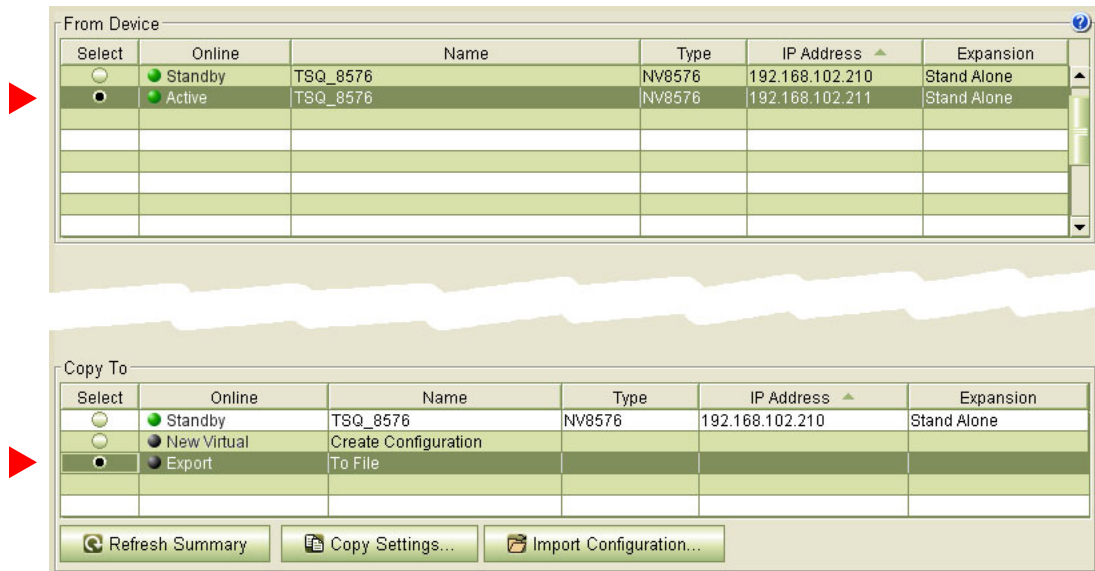 From Device
Select Online Name Type IP Address Expansion
Standby TSQ_8576 NV8576 192.168.102.210 Stand Alone
Active TSQ_8576 NV8576 192.168.102.211 Stand Alone
Copy To
Select Online Name Type IP Address Expansion
Standby TSQ_8576 NV8576 192.168.102.210 Stand Alone
New Virtual Create Configuration
Export To File
Refresh Summary Copy Settings... Import Configuration...